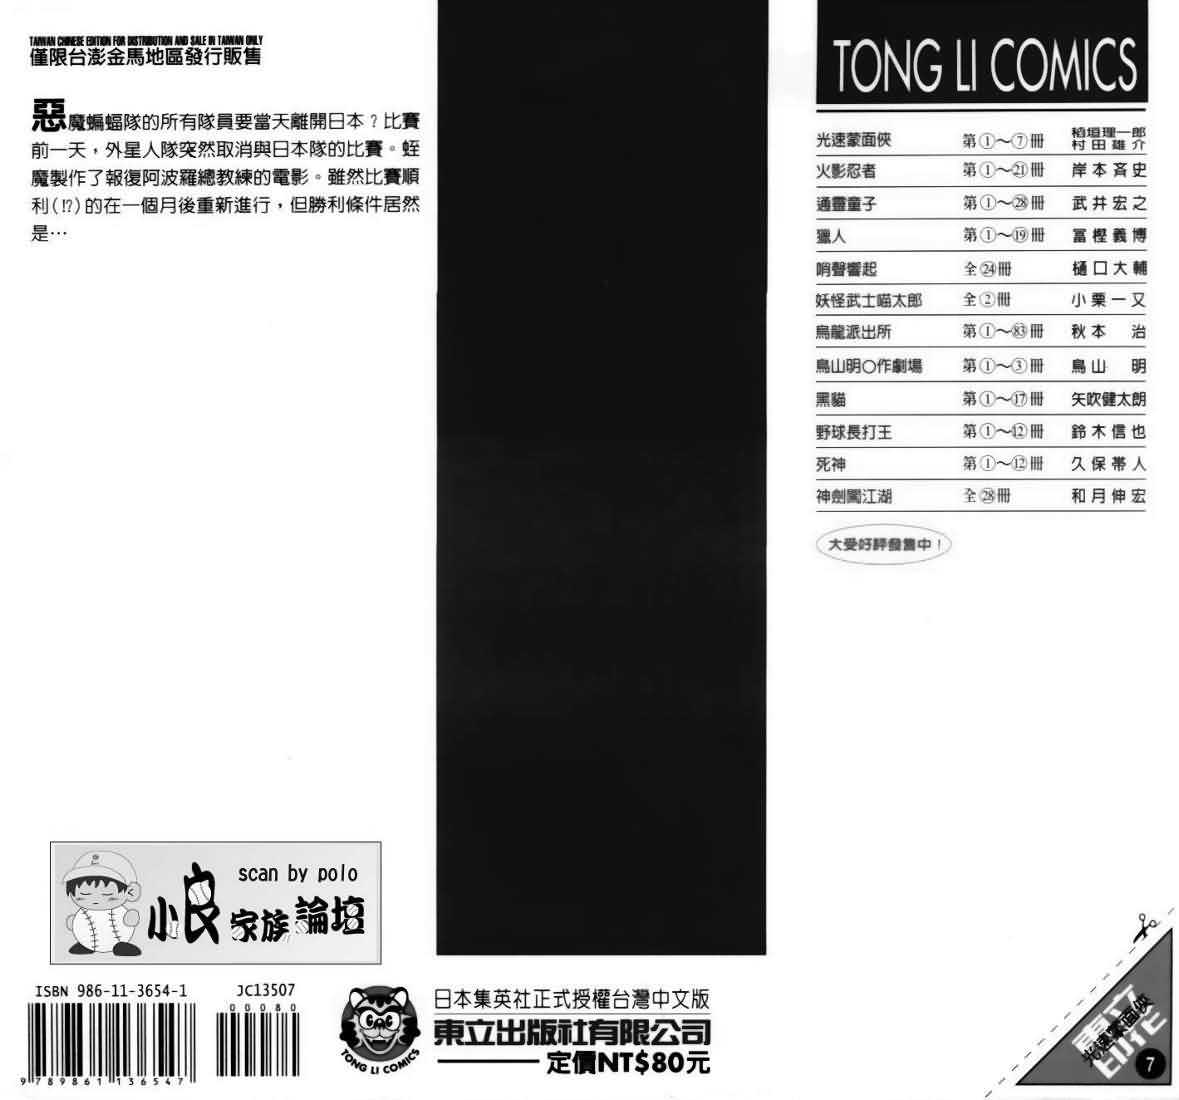 TAIWAN CHINESE EDITION FOR DISTRIBUTION AND SALE IN TAIWAN ONLY
僅限台澎金馬地區發行販售
惡魔蝙蝠隊的所有隊員要當天離開日本？比賽
前一天，外星人隊突然取消與日本隊的比賽。蛭
魔製作了報復阿波羅總教練的電影。雖然比賽順
利(!?)的在一個月後重新進行，但勝利條件居然
是…
TONG LI COMICS
光速蒙面俠 第①～⑦冊 稻垣理一郎 村田雄介
火影忍者 第①～㉑冊 岸本斉史
通靈童子 第①～㉘冊 武井宏之
獵人 第①～⑲冊 冨樫義博
哨聲響起 全㉔冊 樋口大輔
妖怪武士喵太郎 全②冊 小栗一又
烏龍派出所 第①～83冊 秋本治
鳥山明○作劇場 第①～③冊 鳥山明
黑貓 第①～⑰冊 矢吹健太朗
野球長打王 第①～⑫冊 鈴木信也
死神 第①～⑫冊 久保帯人
神劍闖江湖 全㉘冊 和月伸宏
大受好評發售中！
scan by polo
小良家族論壇
ISBN 986-11-3654-1
JC13507
00080
9 789861 136547
TONG LI COMICS
日本集英社正式授權台灣中文版
東立出版社有限公司
定價NT$80元
東立
印花
光速蒙面俠
7